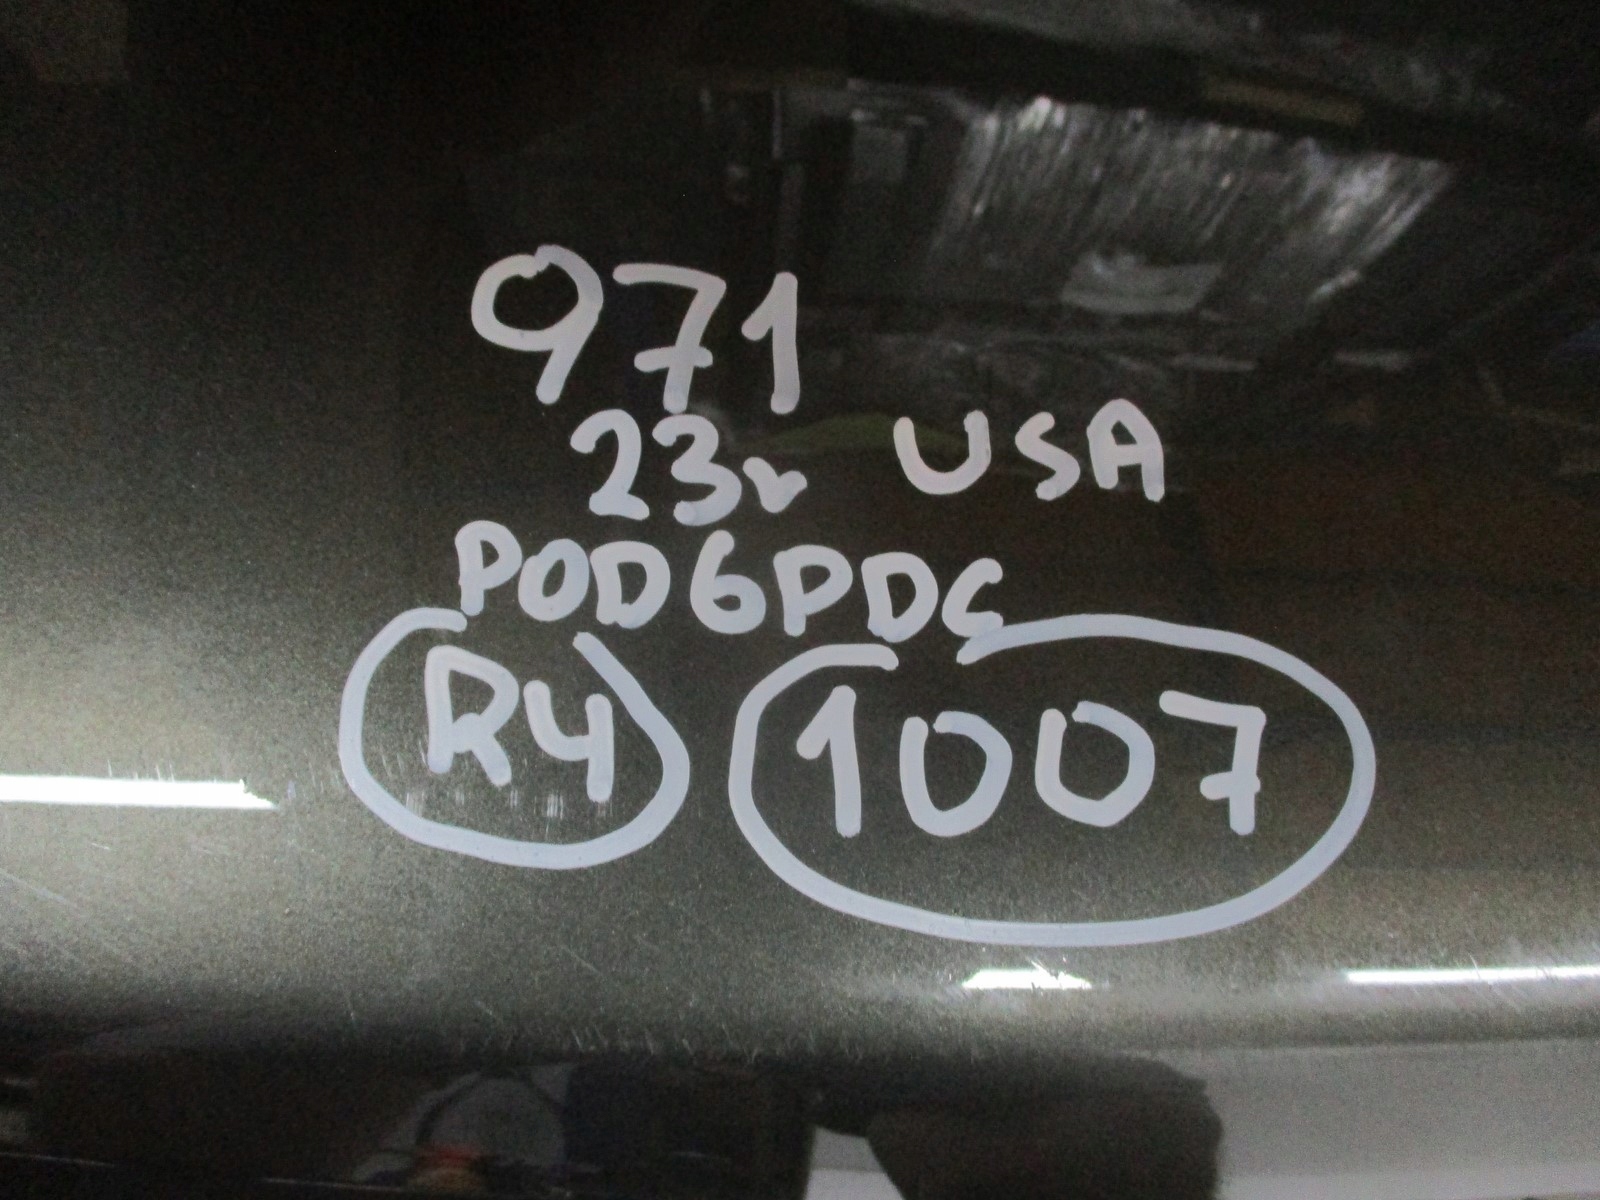 971
23r USA
POD6PDC
R4 1007